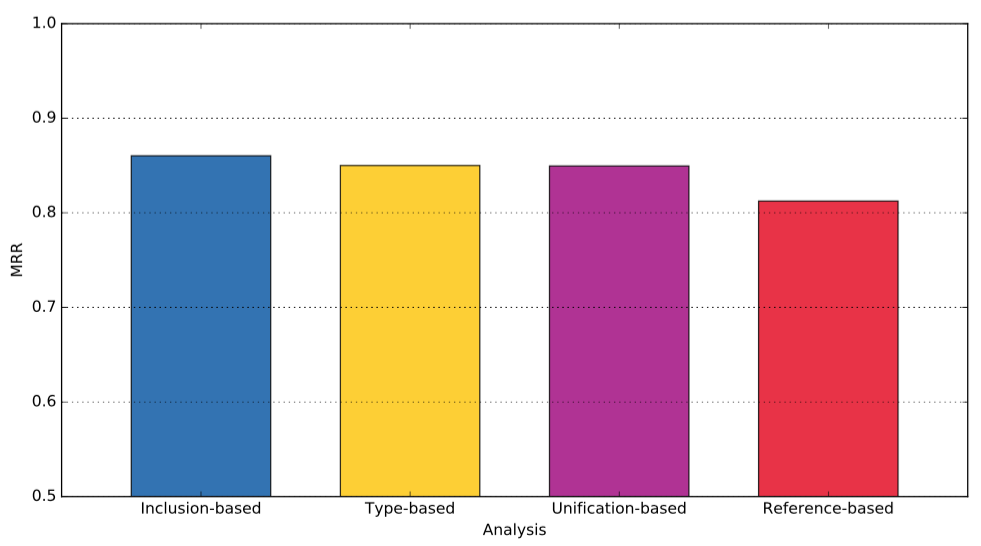 1.0
0.9
0.8
0.7
0.6
0.5
MRR
Inclusion-based Type-based Unification-based Reference-based
Analysis